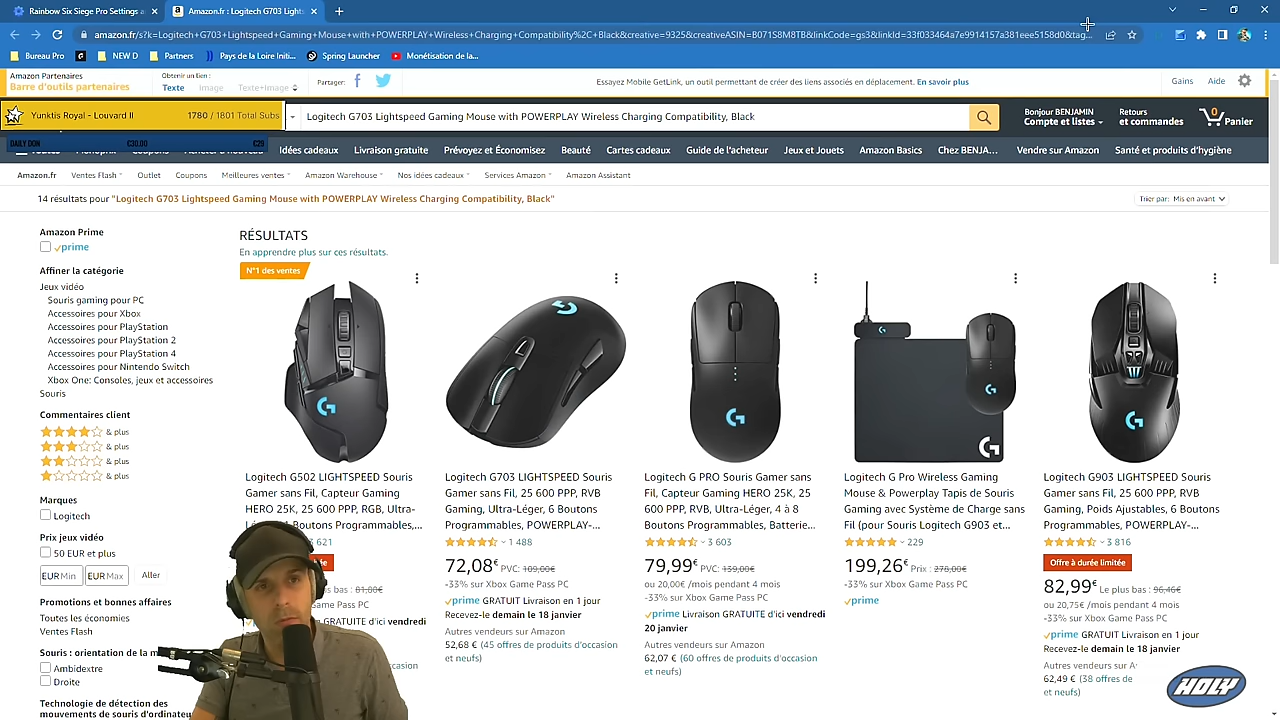 Rainbow Six Siege Pro Settings a
Amazon.fr : Logitech G703 Lights
amazon.fr/s?k=Logitech+G703+Lightspeed+Gaming+Mouse+with+POWERPLAY+Wireless+Charging+Compatibility%2C+Black&creative=9325&creativeASIN=B071S8M8TB&linkCode=gs3&linkId=33f033464a7e9914157a381eee5158d0&tag...
Bureau Pro
NEW D
Partners
Pays de la Loire Initi...
Spring Launcher
Monétisation de la...
Amazon Partenaires
Barre d'outils partenaires
Obtenir un lien :
Texte Image Texte+Image
Partager:
Essayez Mobile GetLink, un outil permettant de créer des liens associés en déplacement. En savoir plus
Gains Aide
Yunktis Royal - Louvard II 1780 / 1801 Total Subs
Logitech G703 Lightspeed Gaming Mouse with POWERPLAY Wireless Charging Compatibility, Black
Bonjour BENJAMIN
Compte et listes
Retours
et commandes
0
Panier
DAILY DON €30,00
Idées cadeaux Livraison gratuite Prévoyez et Économisez Beauté Cartes cadeaux Guide de l'acheteur Jeux et Jouets Amazon Basics Chez BENJA... Vendre sur Amazon Santé et produits d'hygiène
Amazon.fr Ventes Flash Outlet Coupons Meilleures ventes Amazon Warehouse Nos idées cadeau Services Amazon Amazon Assistant
14 résultats pour "Logitech G703 Lightspeed Gaming Mouse with POWERPLAY Wireless Charging Compatibility, Black"
Trier par: Mis en avant
Amazon Prime
prime
Affiner la catégorie
Jeux vidéo
Souris gaming pour PC
Accessoires pour Xbox
Accessoires pour PlayStation
Accessoires pour PlayStation 2
Accessoires pour PlayStation 4
Accessoires pour Nintendo Switch
Xbox One: Consoles, jeux et accessoires
Souris
Commentaires client
& plus
& plus
& plus
& plus
Marques
Logitech
Prix jeux vidéo
50 EUR et plus
EUR Min EUR Max Aller
Promotions et bonnes affaires
Toutes les économies
Ventes Flash
Souris : orientation de la m
Ambidextre
Droite
Technologie de détection des
mouvements de souris d'ordinateur
RÉSULTATS
En apprendre plus sur ces résultats.
N°1 des ventes
Logitech G502 LIGHTSPEED Souris
Gamer sans Fil, Capteur Gaming
HERO 25K, 25 600 PPP, RGB, Ultra-
Boutons Programmables,...
621
bas : 81,80€
GRATUITE d'ici vendredi
Logitech G703 LIGHTSPEED Souris
Gamer sans Fil, 25 600 PPP, RVB
Gaming, Ultra-Léger, 6 Boutons
Programmables, POWERPLAY-...
1 488
72,08€ PVC: 109,00€
-33% sur Xbox Game Pass PC
prime GRATUIT Livraison en 1 jour
Recevez-le demain le 18 janvier
Autres vendeurs sur Amazon
52,68 € (45 offres de produits d'occasion
et neufs)
Logitech G PRO Souris Gamer sans
Fil, Capteur Gaming HERO 25K, 25
600 PPP, RVB, Ultra-Léger, 4 à 8
Boutons Programmables, Batterie...
3 603
79,99€ PVC: 159,00€
ou 20,00€ /mois pendant 4 mois
-33% sur Xbox Game Pass PC
prime Livraison GRATUITE d'ici vendredi
20 janvier
Autres vendeurs sur Amazon
62,07 € (60 offres de produits d'occasion
et neufs)
Logitech G Pro Wireless Gaming
Mouse & Powerplay Tapis de Souris
Gaming avec Système de Charge sans
Fil (pour Souris Logitech G903 et...
229
199,26€ Prix : 278,00€
-33% sur Xbox Game Pass PC
prime
Logitech G903 LIGHTSPEED Souris
Gamer sans Fil, 25 600 PPP, RVB
Gaming, Poids Ajustables, 6 Boutons
Programmables, POWERPLAY-...
3 816
Offre à durée limitée
82,99€ Le plus bas : 96,46€
ou 20,75€ /mois pendant 4 mois
-33% sur Xbox Game Pass PC
prime GRATUIT Livraison en 1 jour
Recevez-le demain le 18 janvier
Autres vendeurs sur
62,49 € (38 offres de
et neufs)
HOLY